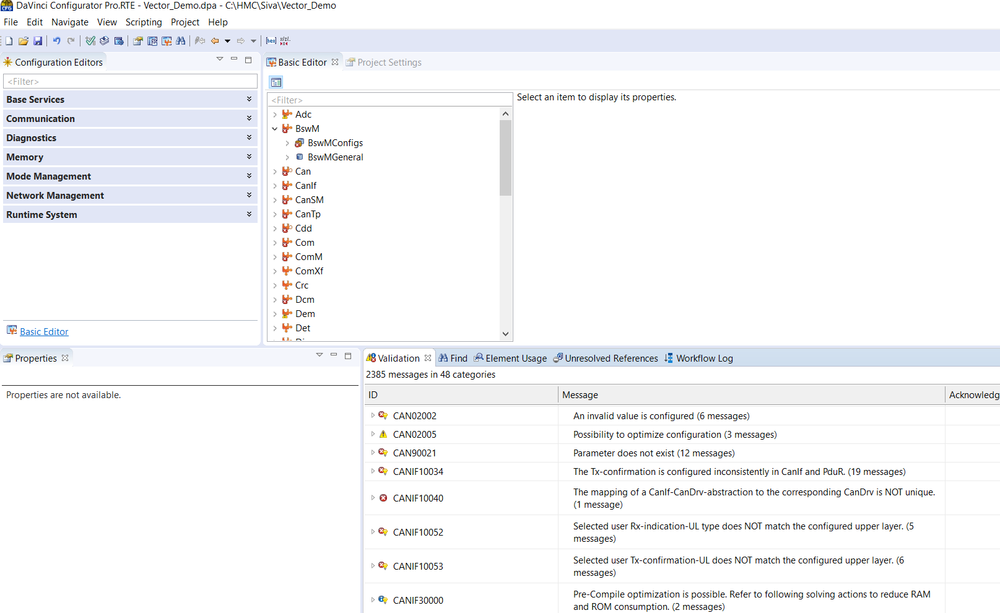 DaVinci Configurator Pro.RTE - Vector_Demo.dpa - C:\HMC\Siva\Vector_Demo
File Edit Navigate View Scripting Project Help
Configuration Editors
<Filter>
Base Services
Communication
Diagnostics
Memory
Mode Management
Network Management
Runtime System
Basic Editor
Basic Editor Project Settings
<Filter>
Adc
BswM
BswMConfigs
BswMGeneral
Can
CanIf
CanSM
CanTp
Cdd
Com
ComM
ComXf
Crc
Dcm
Dem
Det
Select an item to display its properties.
Properties
Properties are not available.
Validation Find Element Usage Unresolved References Workflow Log
2385 messages in 48 categories
ID Message Acknowledg
CAN02002 An invalid value is configured (6 messages)
CAN02005 Possibility to optimize configuration (3 messages)
CAN90021 Parameter does not exist (12 messages)
CANIF10034 The Tx-confirmation is configured inconsistently in CanIf and PduR. (19 messages)
CANIF10040 The mapping of a CanIf-CanDrv-abstraction to the corresponding CanDrv is NOT unique.
(1 message)
CANIF10052 Selected user Rx-indication-UL type does NOT match the configured upper layer. (5
messages)
CANIF10053 Selected user Tx-confirmation-UL does NOT match the configured upper layer. (6
messages)
CANIF30000 Pre-Compile optimization is possible. Refer to following solving actions to reduce RAM
and ROM consumption. (2 messages)